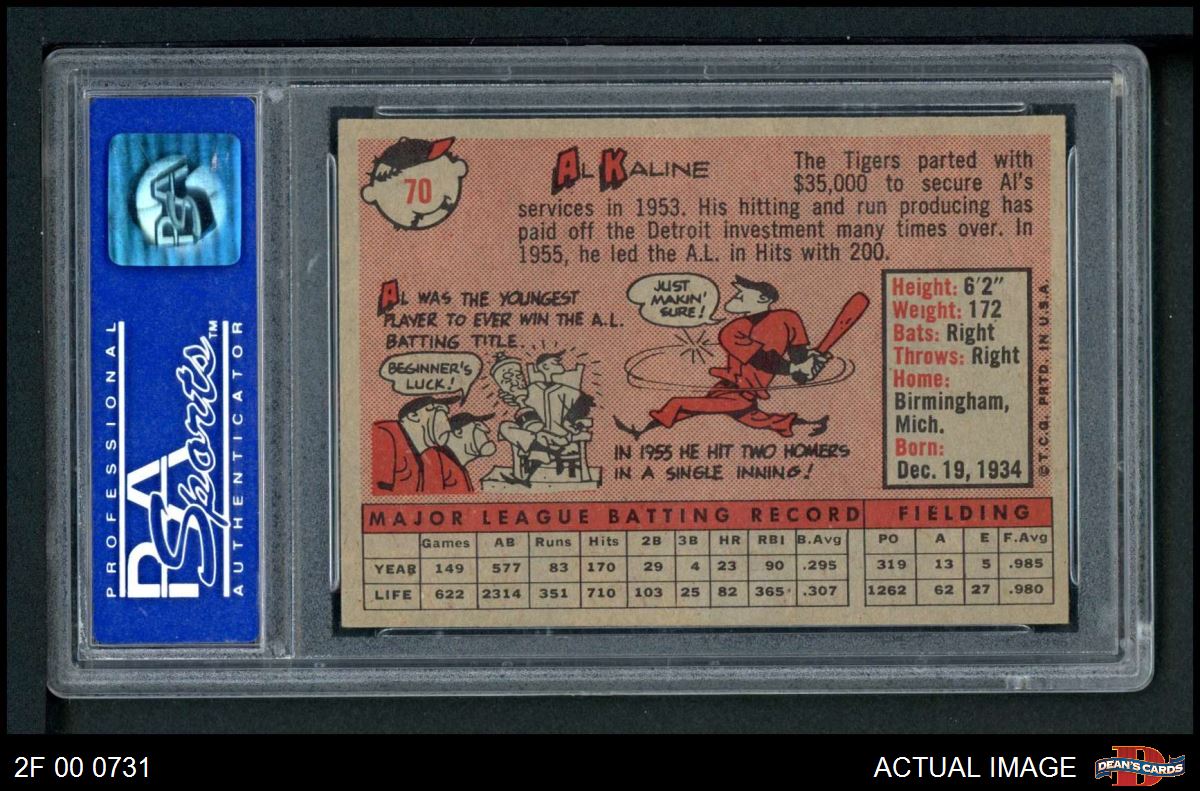 PSA
PROFESSIONAL
PSA Sports™
AUTHENTICATOR
70
AL KALINE
The Tigers parted with
$35,000 to secure Al's
services in 1953. His hitting and run producing has
paid off the Detroit investment many times over. In
1955, he led the A.L. in Hits with 200.
AL WAS THE YOUNGEST
PLAYER TO EVER WIN THE A.L.
BATTING TITLE...
BEGINNER'S
LUCK!
JUST
MAKIN'
SURE!
IN 1955 HE HIT TWO HOMERS
IN A SINGLE INNING!
Height: 6'2"
Weight: 172
Bats: Right
Throws: Right
Home:
Birmingham,
Mich.
Born:
Dec. 19, 1934
©T.C.G. PRTD. IN U.S.A.
MAJOR LEAGUE BATTING RECORD FIELDING
Games AB Runs Hits 2B 3B HR RBI B.Avg PO A E F.Avg
YEAR 149 577 83 170 29 4 23 90 .295 319 13 5 .985
LIFE 622 2314 351 710 103 25 82 365 .307 1262 62 27 .980
2F 00 0731
ACTUAL IMAGE
D
DEAN'S CARDS